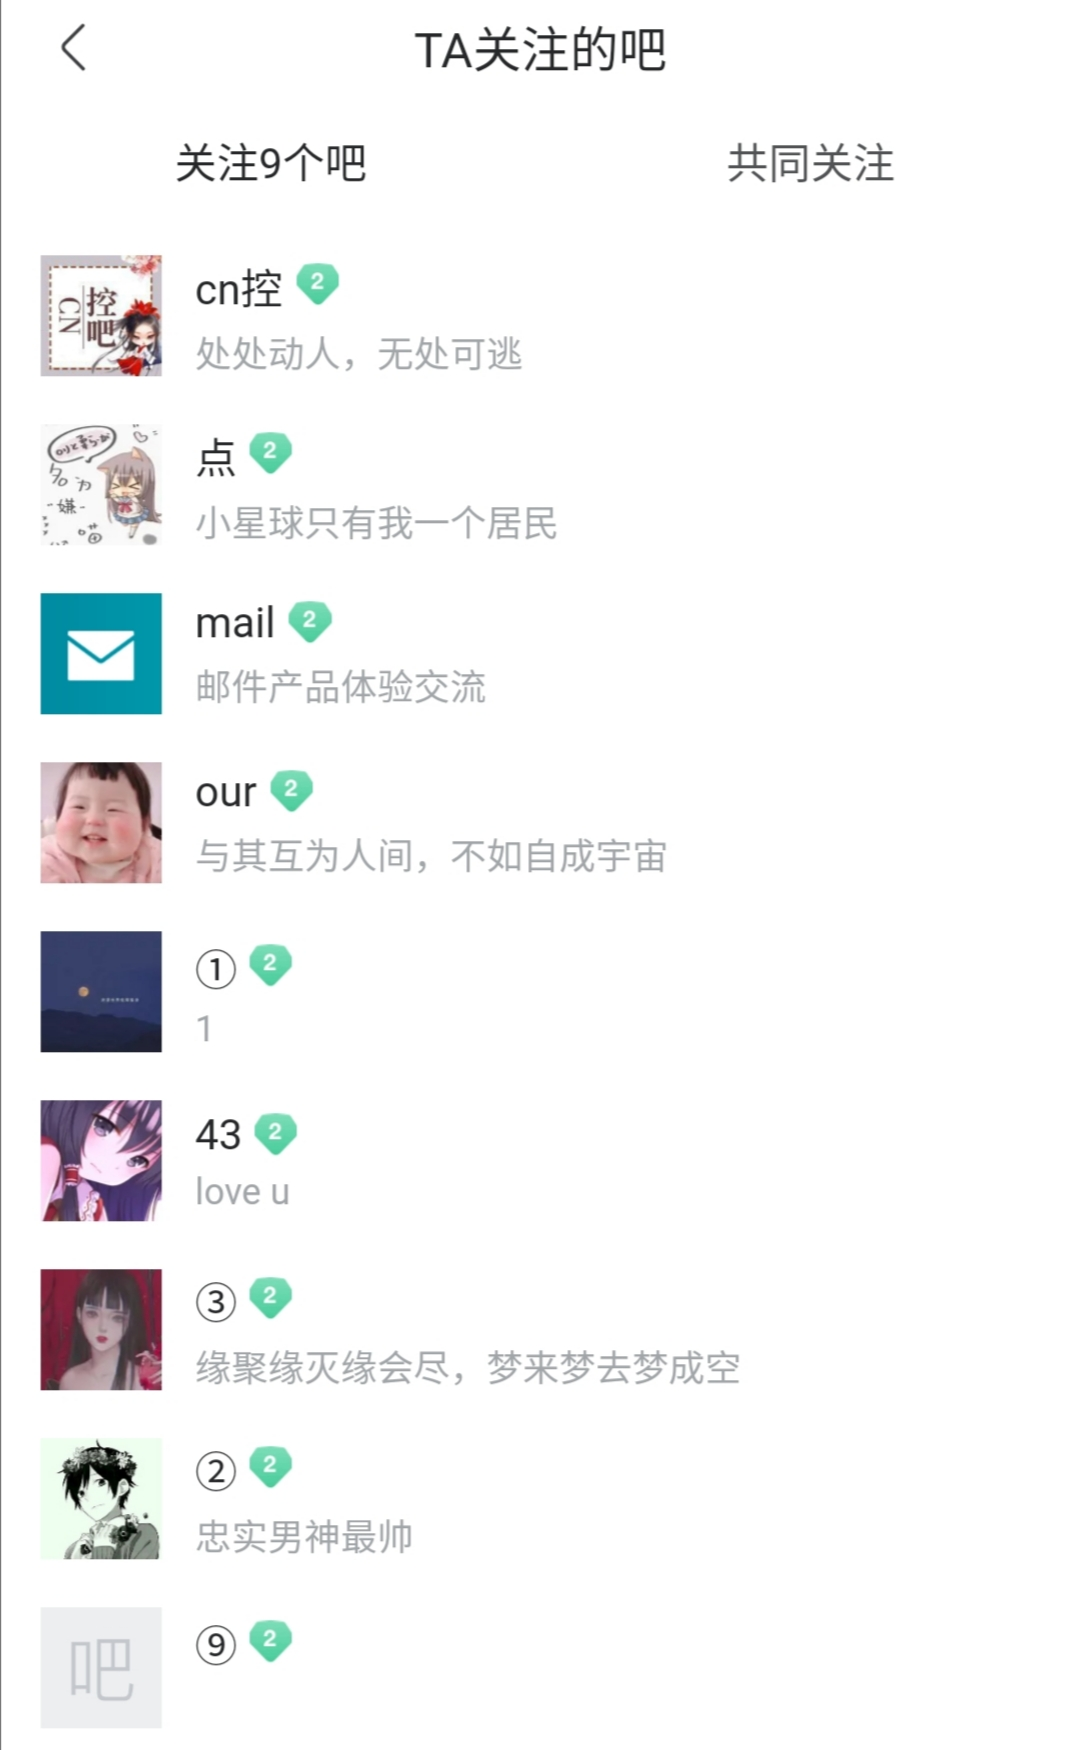 TA关注的吧
关注9个吧
共同关注
控吧
CN
cn控 2
处处动人，无处可逃
点 2
小星球只有我一个居民
mail 2
邮件产品体验交流
our 2
与其互为人间，不如自成宇宙
① 2
1
43 2
love u
③ 2
缘聚缘灭缘会尽，梦来梦去梦成空
② 2
忠实男神最帅
吧
⑨ 2